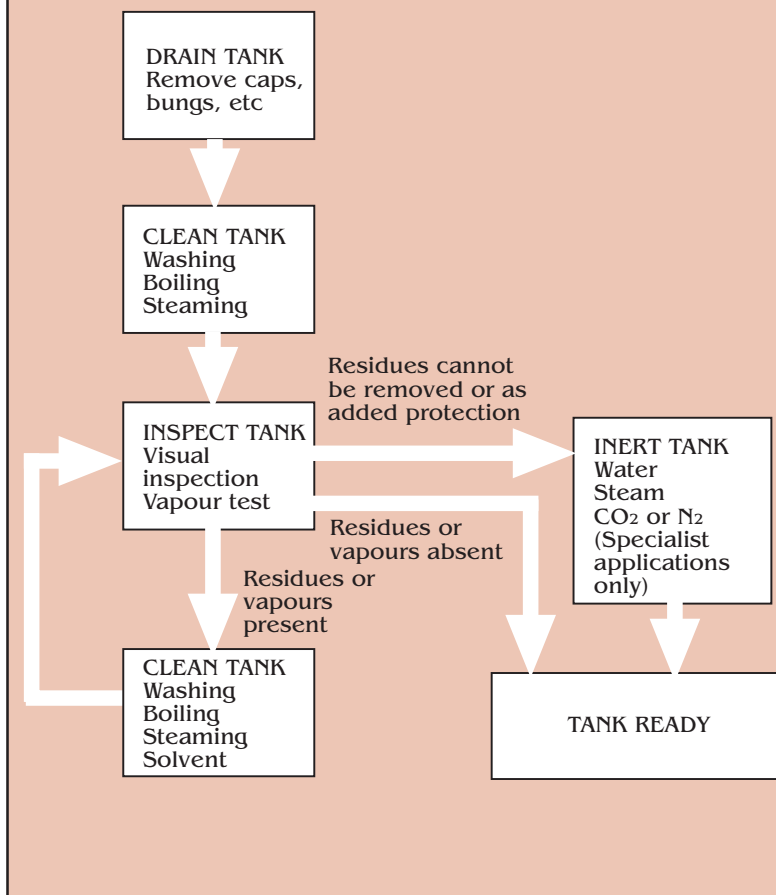 DRAIN TANK
Remove caps,
bungs, etc
CLEAN TANK
Washing
Boiling
Steaming
Residues cannot
be removed or as
added protection
INSPECT TANK
Visual
inspection
Vapour test
INERT TANK
Water
Steam
CO₂ or N₂
(Specialist
applications
only)
Residues or
vapours absent
Residues or
vapours
present
CLEAN TANK
Washing
Boiling
Steaming
Solvent
TANK READY